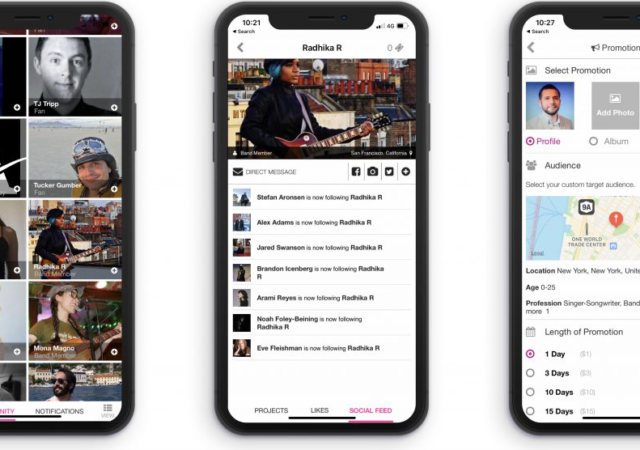 TJ Tripp
Fan
Tucker Gumber
Fan
Radhika R
Band Member
Mona Magno
Band Member
NOTIFICATIONS
VIEW
10:21
Search
4G
Radhika R
0
Band Member
San Francisco, California
DIRECT MESSAGE
Stefan Aronsen is now following Radhika R
Alex Adams is now following Radhika R
Jared Swanson is now following Radhika R
Brandon Icenberg is now following Radhika
R
Arami Reyes is now following Radhika R
Noah Foley-Beining is now following
Radhika R
Eve Fleishman is now following Radhika R
PROJECTS LIKES SOCIAL FEED
10:27
Search
Promotion
Select Promotion
Add Photo
Profile Album
Audience
Select your custom target audience.
9A
ONE WORLD
TRADE CENTER
Location New York, New York, Unite
Age 0-25
Profession Singer-Songwriter, Band
more 1
Length of Promotion
1 Day ($1)
3 Days ($3)
10 Days ($10)
15 Days ($15)